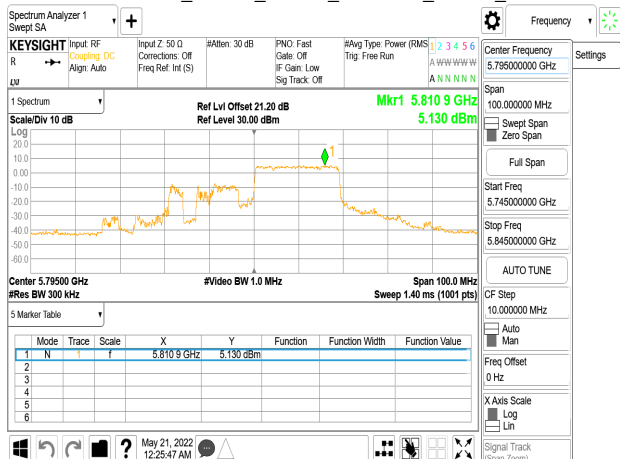 Spectrum Analyzer 1
Swept SA
Frequency
KEYSIGHT
R
Input: RF
Coupling: DC
Align: Auto
Input Z: 50 Ω
Corrections: Off
Freq Ref: Int (S)
#Atten: 30 dB
PNO: Fast
Gate: Off
IF Gain: Low
Sig Track: Off
#Avg Type: Power (RMS
Trig: Free Run
1 2 3 4 5 6
A W W W W W
A N N N N N
LXI
Center Frequency
5.795000000 GHz
Settings
Span
100.000000 MHz
Swept Span
Zero Span
Full Span
Start Freq
5.745000000 GHz
Stop Freq
5.845000000 GHz
AUTO TUNE
CF Step
10.000000 MHz
Auto
Man
Freq Offset
0 Hz
X Axis Scale
Log
Lin
Signal Track
(Span Zoom)
1 Spectrum
Scale/Div 10 dB
Ref Lvl Offset 21.20 dB
Ref Level 30.00 dBm
Mkr1 5.810 9 GHz
5.130 dBm
Log
20.0
10.0
0.00
-10.0
-20.0
-30.0
-40.0
-50.0
-60.0
1
Center 5.79500 GHz
#Res BW 300 kHz
#Video BW 1.0 MHz
Span 100.0 MHz
Sweep 1.40 ms (1001 pts)
5 Marker Table
Mode Trace Scale X Y Function Function Width Function Value
1 N 1 f 5.810 9 GHz 5.130 dBm
2
3
4
5
6
?
May 21, 2022
12:25:47 AM